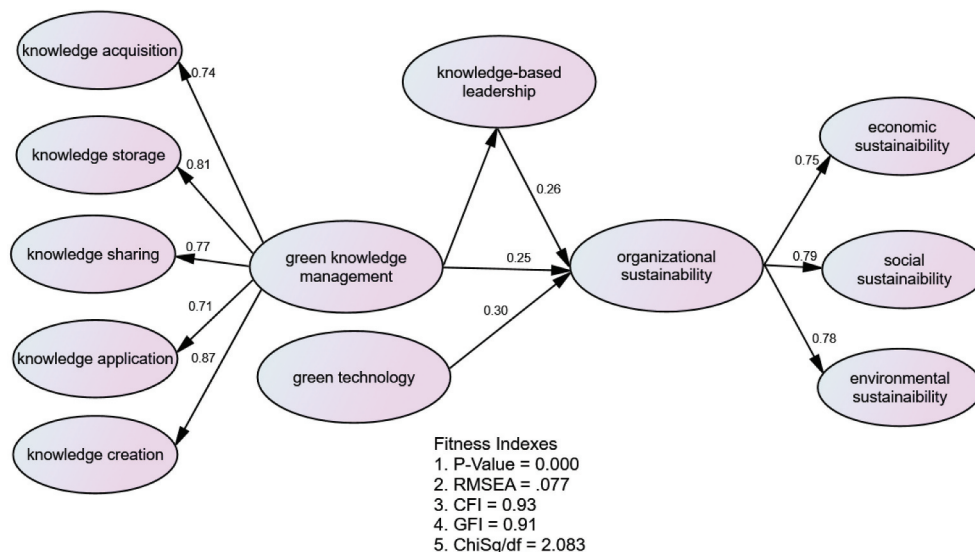 knowledge acquisition
0.74
knowledge storage
0.81
knowledge sharing
0.77
knowledge application
0.71
knowledge creation
0.87
green knowledge
management
green technology
knowledge-based
leadership
0.26
0.25
0.30
organizational
sustainability
economic
sustainaibility
0.75
social
sustainaibility
0.79
environmental
sustainaibility
0.78
Fitness Indexes
1. P-Value = 0.000
2. RMSEA = .077
3. CFI = 0.93
4. GFI = 0.91
5. ChiSq/df = 2.083